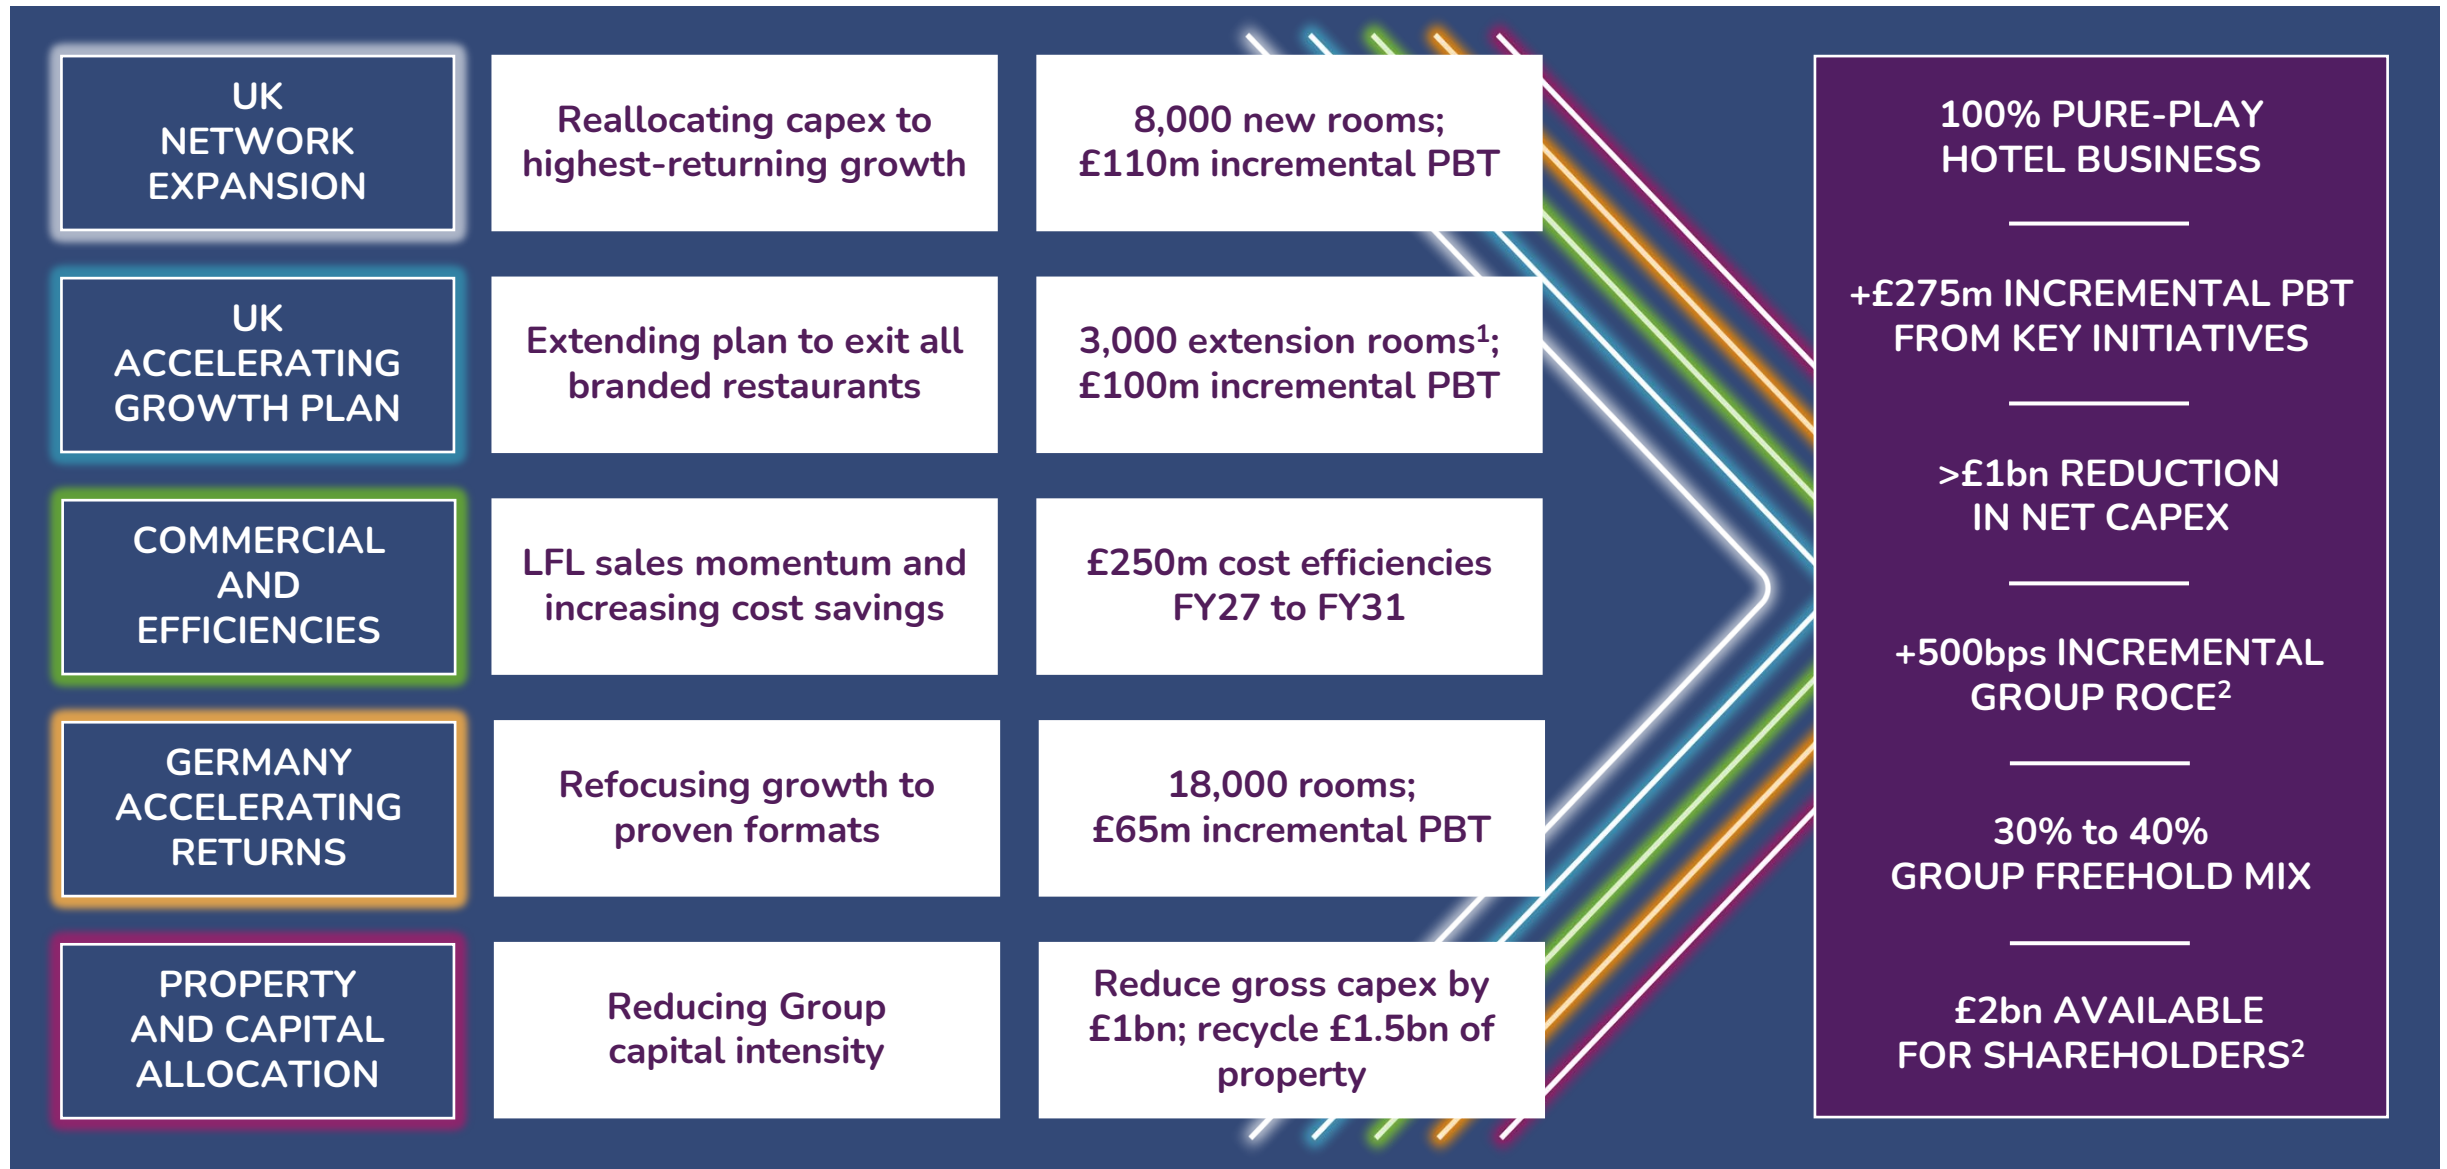 UK
NETWORK
EXPANSION
Reallocating capex to
highest-returning growth
8,000 new rooms;
£110m incremental PBT
UK
ACCELERATING
GROWTH PLAN
Extending plan to exit all
branded restaurants
3,000 extension rooms¹;
£100m incremental PBT
COMMERCIAL
AND
EFFICIENCIES
LFL sales momentum and
increasing cost savings
£250m cost efficiencies
FY27 to FY31
GERMANY
ACCELERATING
RETURNS
Refocusing growth to
proven formats
18,000 rooms;
£65m incremental PBT
PROPERTY
AND CAPITAL
ALLOCATION
Reducing Group
capital intensity
Reduce gross capex by
£1bn; recycle £1.5bn of
property
100% PURE-PLAY
HOTEL BUSINESS
+£275m INCREMENTAL PBT
FROM KEY INITIATIVES
>£1bn REDUCTION
IN NET CAPEX
+500bps INCREMENTAL
GROUP ROCE²
30% to 40%
GROUP FREEHOLD MIX
£2bn AVAILABLE
FOR SHAREHOLDERS²